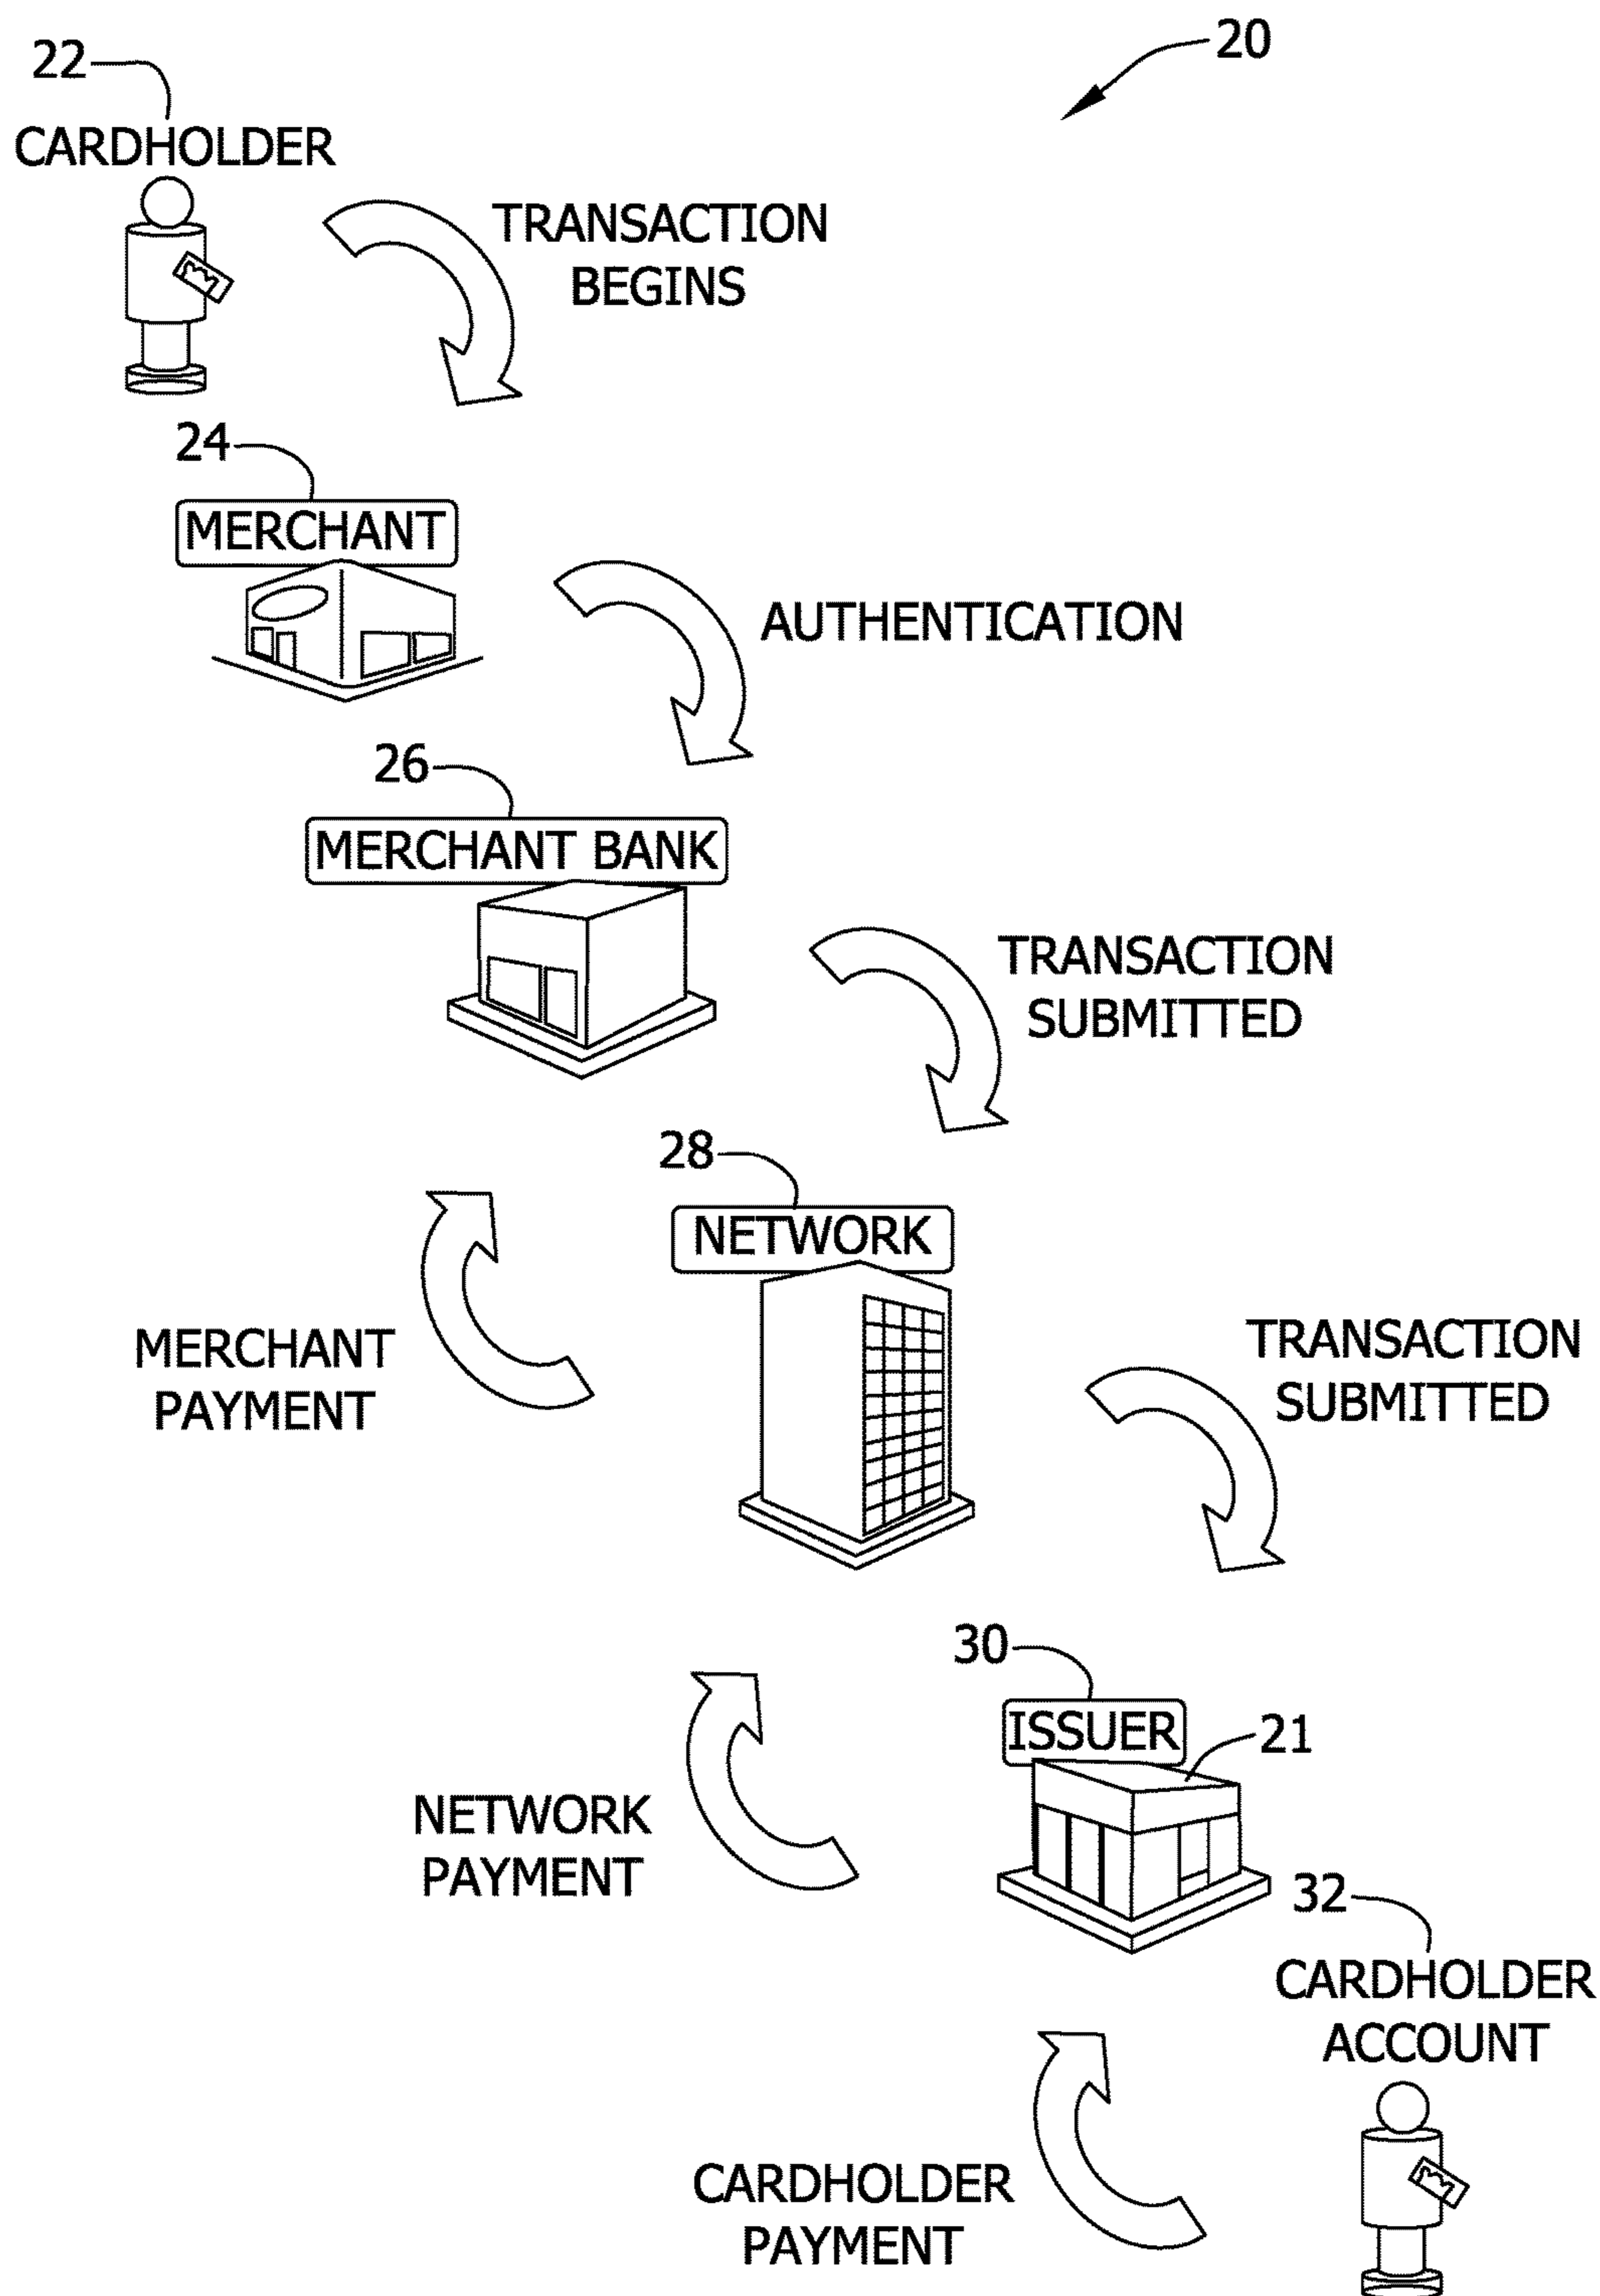 20
22
CARDHOLDER
TRANSACTION
BEGINS
24
MERCHANT
AUTHENTICATION
26
MERCHANT BANK
TRANSACTION
SUBMITTED
28
NETWORK
MERCHANT
PAYMENT
TRANSACTION
SUBMITTED
30
ISSUER
21
NETWORK
PAYMENT
32
CARDHOLDER
ACCOUNT
CARDHOLDER
PAYMENT